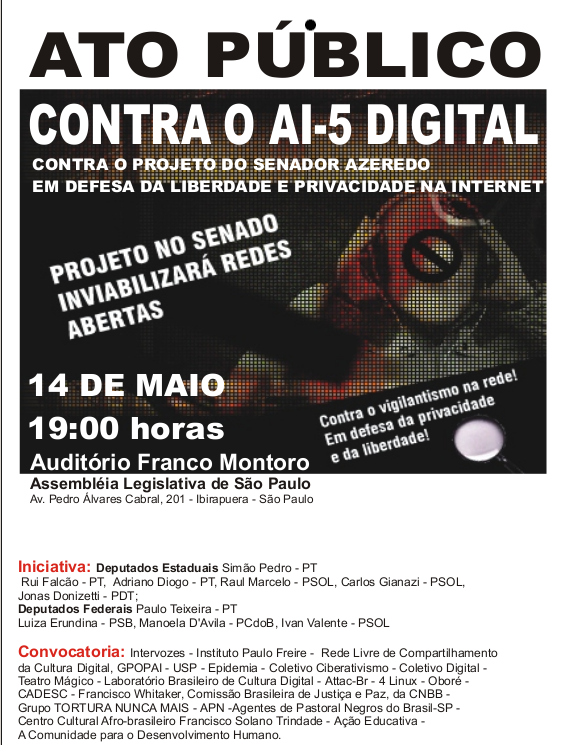 ATO PÚBLICO
CONTRA O AI-5 DIGITAL
CONTRA O PROJETO DO SENADOR AZEREDO
EM DEFESA DA LIBERDADE E PRIVACIDADE NA INTERNET
PROJETO NO SENADO
INVIABILIZARÁ REDES
ABERTAS
14 DE MAIO
19:00 horas
Contra o vigilantismo na rede!
Em defesa da privacidade
e da liberdade!
Auditório Franco Montoro
Assembléia Legislativa de São Paulo
Av. Pedro Álvares Cabral, 201 - Ibirapuera - São Paulo
Iniciativa: Deputados Estaduais Simão Pedro - PT
Rui Falcão - PT, Adriano Diogo - PT, Raul Marcelo - PSOL, Carlos Gianazi - PSOL,
Jonas Donizetti - PDT;
Deputados Federais Paulo Teixeira - PT
Luiza Erundina - PSB, Manoela D'Avila - PCdoB, Ivan Valente - PSOL
Convocatoria: Intervozes - Instituto Paulo Freire - Rede Livre de Compartilhamento
da Cultura Digital, GPOPAI - USP - Epidemia - Coletivo Ciberativismo - Coletivo Digital -
Teatro Mágico - Laboratório Brasileiro de Cultura Digital - Attac-Br - 4 Linux - Oboré -
CADESC - Francisco Whitaker, Comissão Brasileira de Justiça e Paz, da CNBB -
Grupo TORTURA NUNCA MAIS - APN -Agentes de Pastoral Negros do Brasil-SP -
Centro Cultural Afro-brasileiro Francisco Solano Trindade - Ação Educativa -
A Comunidade para o Desenvolvimento Humano.